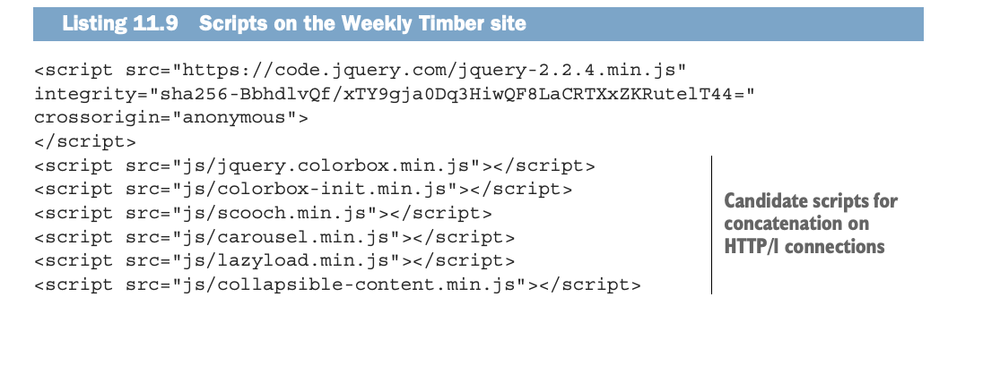 Listing 11.9 Scripts on the Weekly Timber site
<script src="https://code.jquery.com/jquery-2.2.4.min.js"
integrity="sha256-BbhdlvQf/xTY9gja0Dq3HiwQF8LaCRTXxZKRutelT44="
crossorigin="anonymous">
</script>
<script src="js/jquery.colorbox.min.js"></script>
<script src="js/colorbox-init.min.js"></script>
<script src="js/scooch.min.js"></script>
<script src="js/carousel.min.js"></script>
<script src="js/lazyload.min.js"></script>
<script src="js/collapsible-content.min.js"></script>
Candidate scripts for
concatenation on
HTTP/1 connections